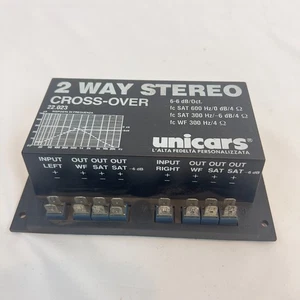 2 WAY STEREO
CROSS-OVER
22.023
6-6 dB/Oct.
fc SAT 600 Hz/0 dB/4 Ω
fc SAT 300 Hz/-6 dB/4 Ω
fc WF 300 Hz/4 Ω
unicars®
L'ALTA FEDELTÀ PERSONALIZZATA
INPUT LEFT + OUT WF + OUT SAT + OUT SAT -6 dB +
INPUT RIGHT + OUT WF + OUT SAT + OUT SAT -6 dB +